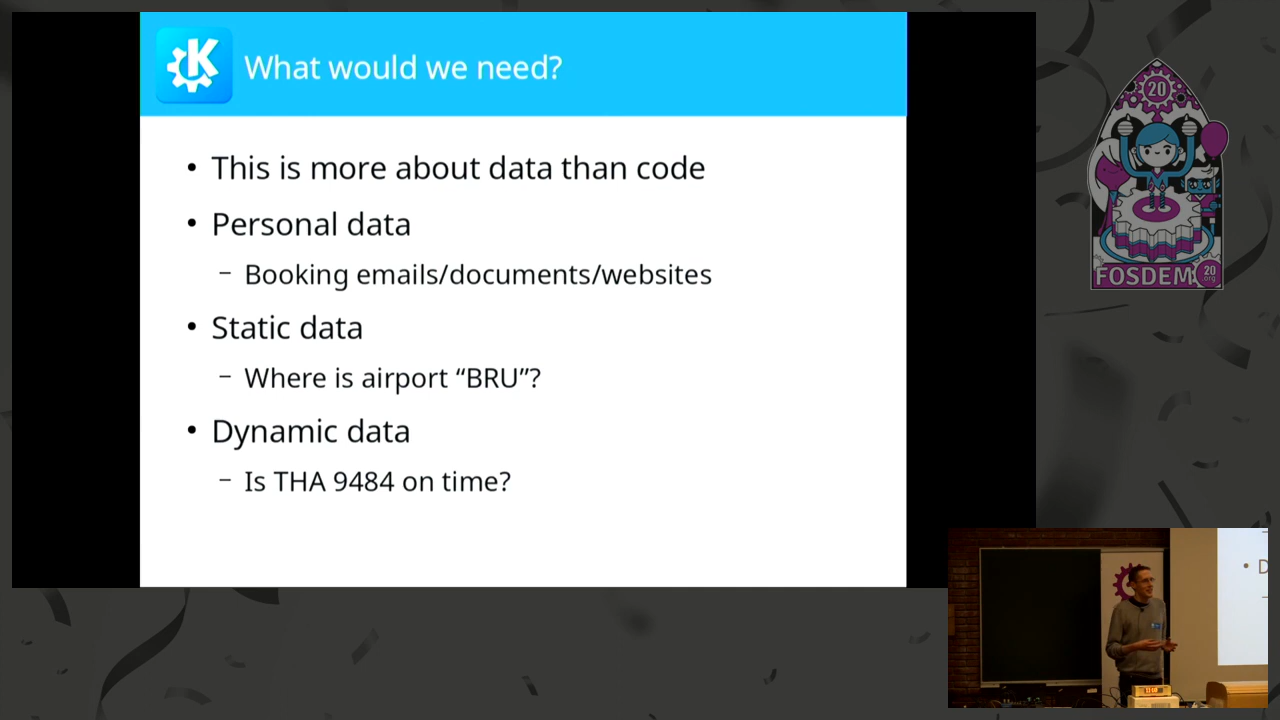 What would we need?
• This is more about data than code
• Personal data
– Booking emails/documents/websites
• Static data
– Where is airport “BRU”?
• Dynamic data
– Is THA 9484 on time?
20
FOSDEM
20
org
• D